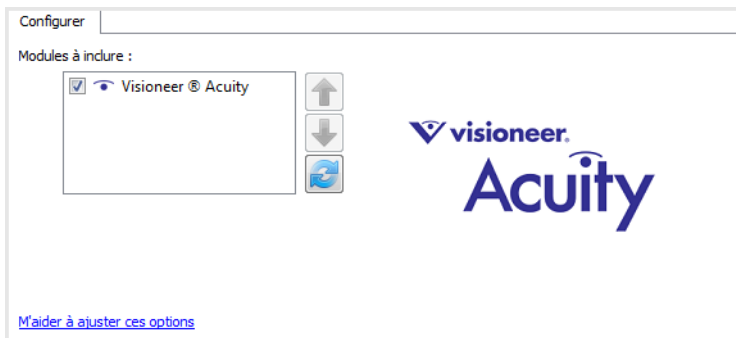 Configurer
Modules à inclure :
Visioneer ® Acuity
visioneer.
Acuity
M'aider à ajuster ces options